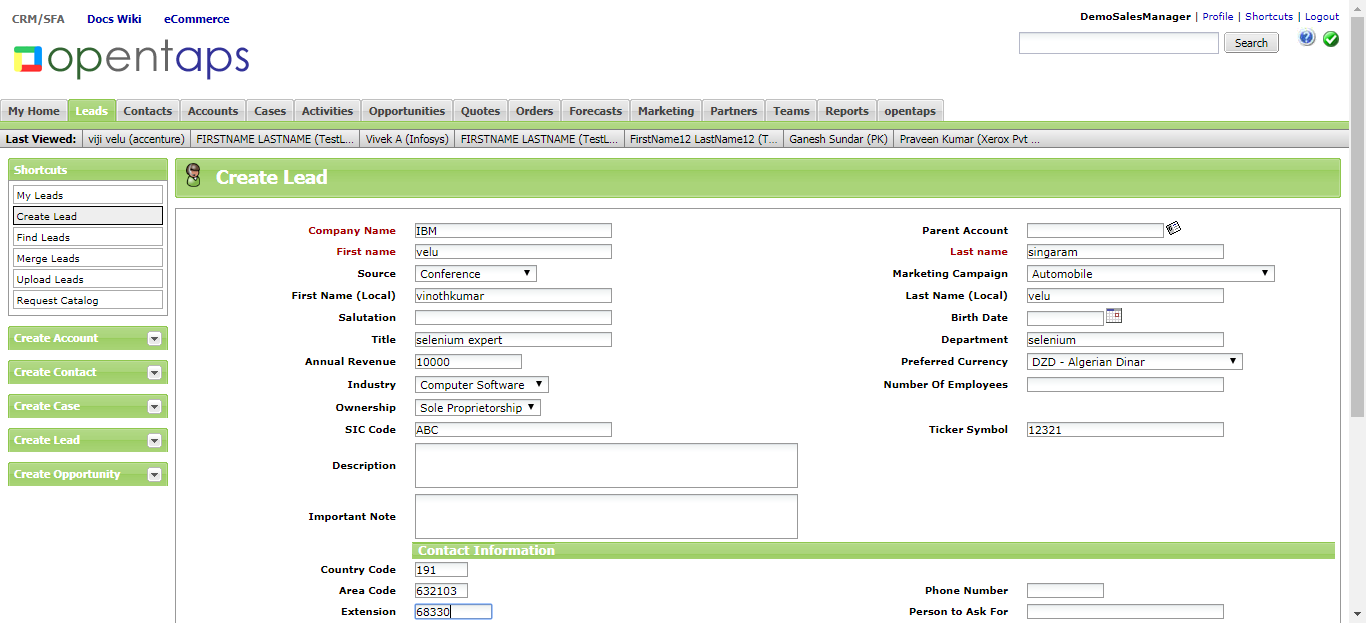 CRM/SFA Docs Wiki eCommerce
DemoSalesManager | Profile | Shortcuts | Logout
opentaps
Search
My Home Leads Contacts Accounts Cases Activities Opportunities Quotes Orders Forecasts Marketing Partners Teams Reports opentaps
Last Viewed: viji velu (accenture) FIRSTNAME LASTNAME (TestL... Vivek A (Infosys) FIRSTNAME LASTNAME (TestL... FirstName12 LastName12 (T... Ganesh Sundar (PK) Praveen Kumar (Xerox Pvt ...
Shortcuts
My Leads
Create Lead
Find Leads
Merge Leads
Upload Leads
Request Catalog
Create Account
Create Contact
Create Case
Create Lead
Create Opportunity
Create Lead
Company Name IBM Parent Account
First name velu Last name singaram
Source Conference Marketing Campaign Automobile
First Name (Local) vinothkumar Last Name (Local) velu
Salutation Birth Date
Title selenium expert Department selenium
Annual Revenue 10000 Preferred Currency DZD - Algerian Dinar
Industry Computer Software Number Of Employees
Ownership Sole Proprietorship
SIC Code ABC Ticker Symbol 12321
Description
Important Note
Contact Information
Country Code 191
Area Code 632103 Phone Number
Extension 68330 Person to Ask For